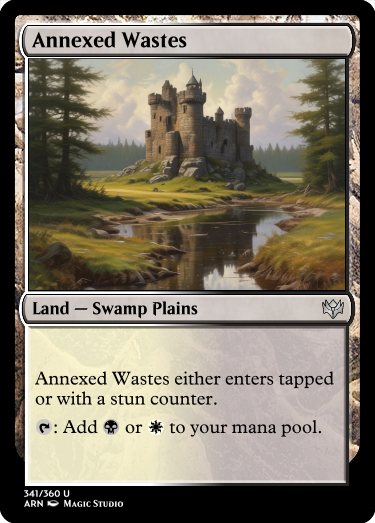 Annexed Wastes
Land — Swamp Plains
Annexed Wastes either enters tapped
or with a stun counter.
: Add or to your mana pool.
341/360 U
ARN Magic Studio